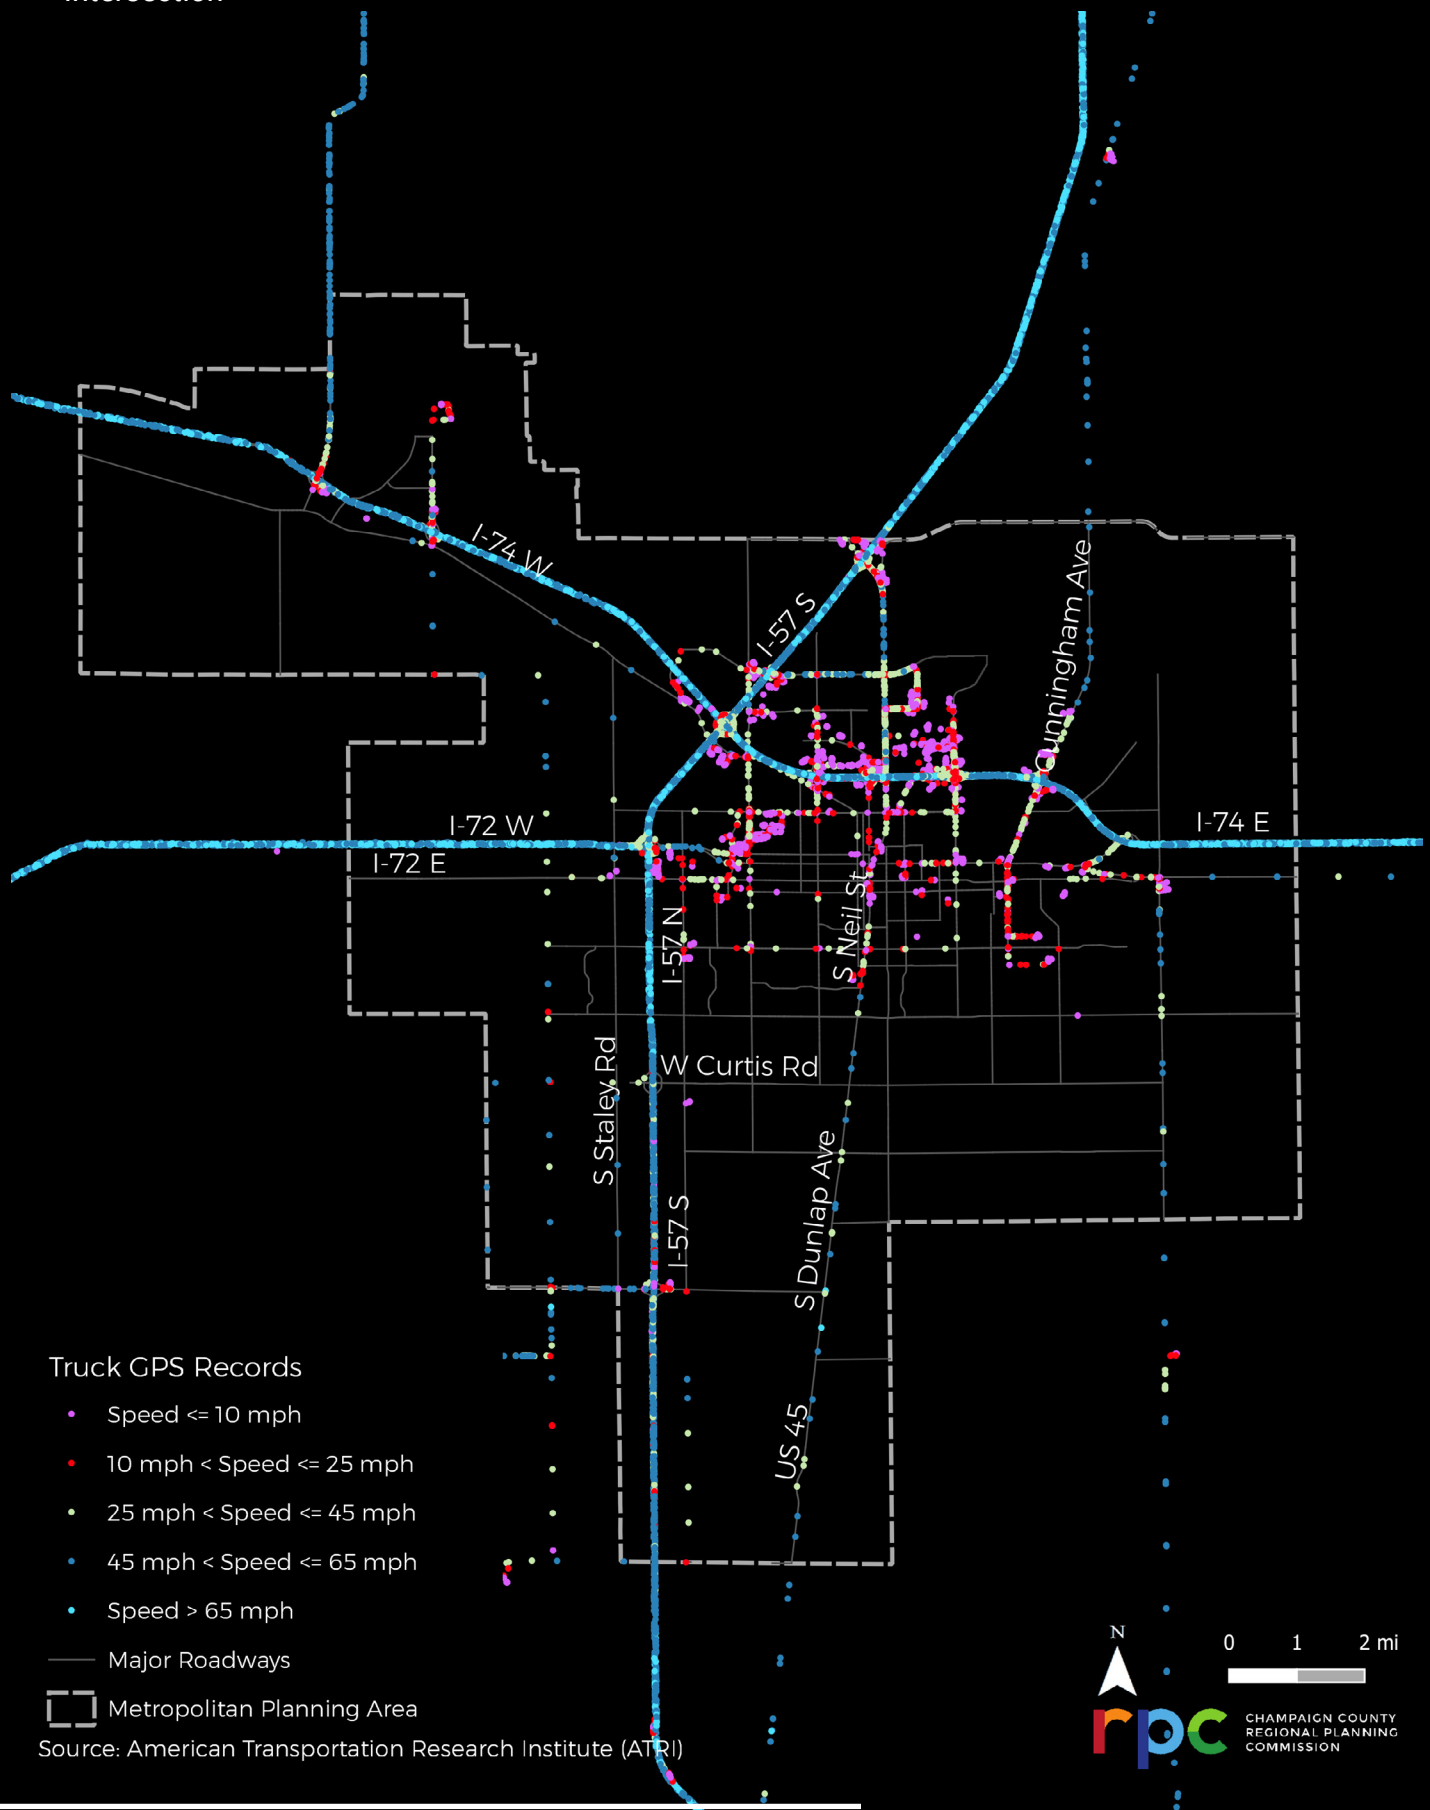 Intersection
I-74 W
I-57 S
Cunningham Ave
I-72 W
I-74 E
I-72 E
S Neil St
I-57 N
S Staley Rd
W Curtis Rd
S Dunlap Ave
I-57 S
US 45
Truck GPS Records
Speed <= 10 mph
10 mph < Speed <= 25 mph
25 mph < Speed <= 45 mph
45 mph < Speed <= 65 mph
Speed > 65 mph
Major Roadways
Metropolitan Planning Area
Source: American Transportation Research Institute (ATRI)
N
0 1 2 mi
rpc
CHAMPAIGN COUNTY
REGIONAL PLANNING
COMMISSION